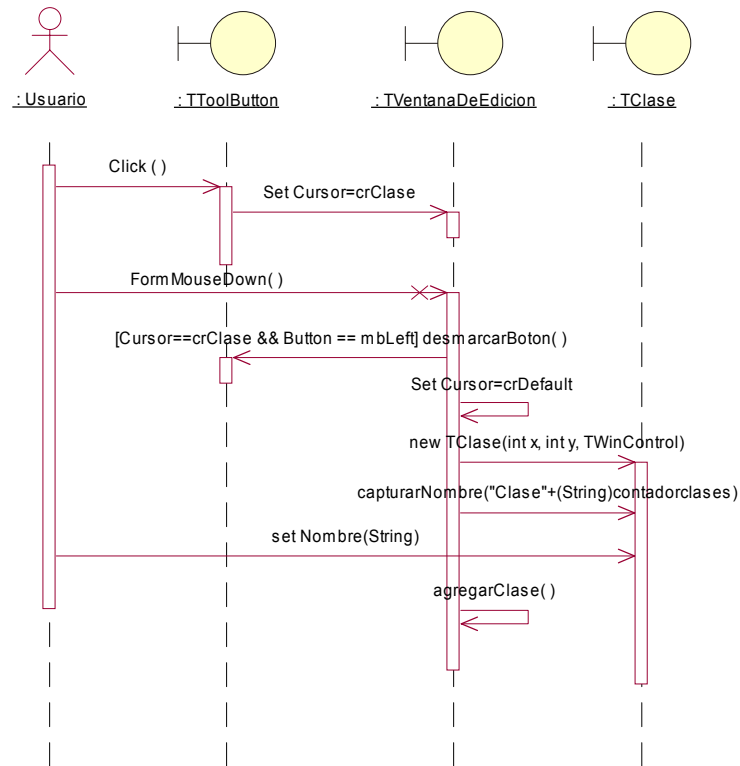 : Usuario
: TToolButton
: TVentanaDeEdicion
: TClase
Click ( )
Set Cursor=crClase
FormMouseDown( )
[Cursor==crClase && Button == mbLeft] desmarcarBoton( )
Set Cursor=crDefault
new TClase(int x, int y, TWinControl)
capturarNombre("Clase"+(String)contadorclases)
set Nombre(String)
agregarClase( )